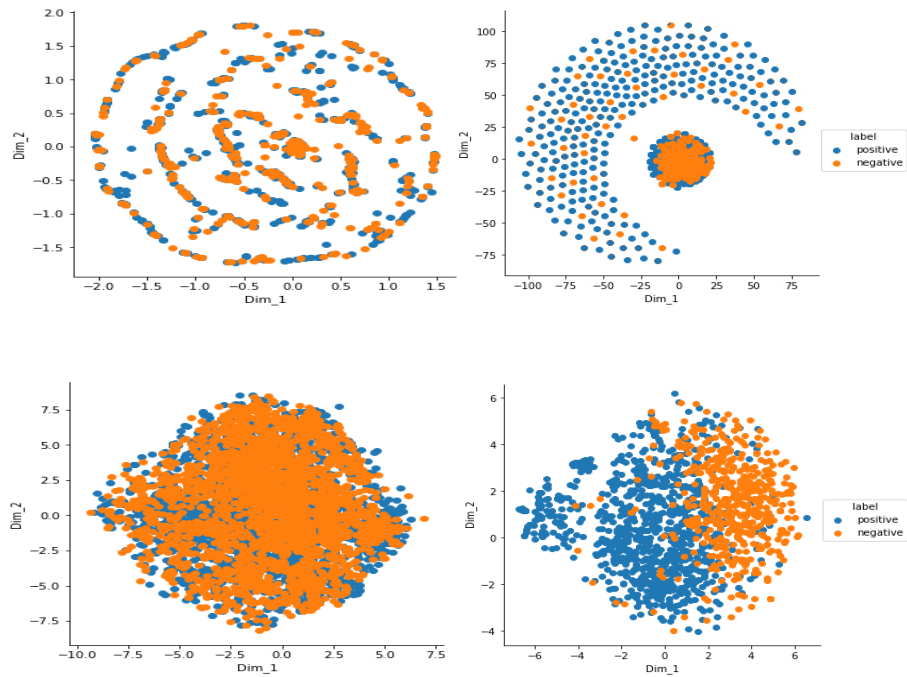 2.0
1.5
1.0
0.5
0.0
−0.5
−1.0
−1.5
Dim_2
−2.0 −1.5 −1.0 −0.5 0.0 0.5 1.0 1.5
Dim_1
100
75
50
25
0
−25
−50
−75
Dim_2
−100 −75 −50 −25 0 25 50 75
Dim_1
label
positive
negative
7.5
5.0
2.5
0.0
−2.5
−5.0
−7.5
Dim_2
−10.0 −7.5 −5.0 −2.5 0.0 2.5 5.0 7.5
Dim_1
6
4
2
0
−2
−4
Dim_2
−6 −4 −2 0 2 4 6
Dim_1
label
positive
negative